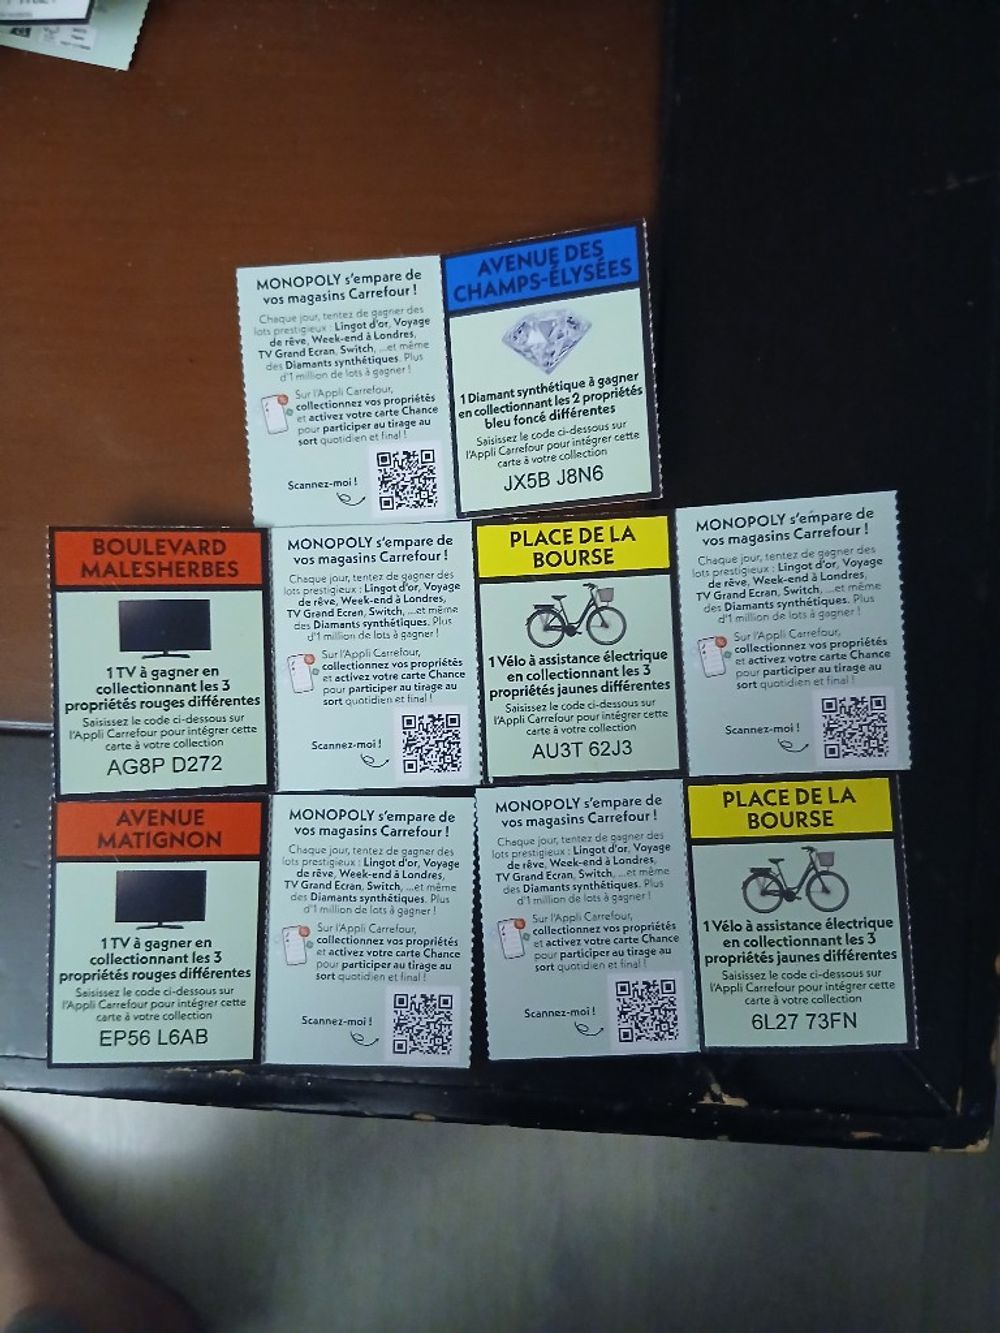 MONOPOLY s'empare de
vos magasins Carrefour !
Chaque jour, tentez de gagner des
lots prestigieux : Lingot d'or, Voyage
de rêve, Week-end à Londres,
TV Grand Ecran, Switch, ...et même
des Diamants synthétiques. Plus
d'1 million de lots à gagner !
Sur l'Appli Carrefour,
collectionnez vos propriétés
et activez votre carte Chance
pour participer au tirage au
sort quotidien et final !
Scannez-moi !
AVENUE DES
CHAMPS-ÉLYSÉES
1 Diamant synthétique à gagner
en collectionnant les 2 propriétés
bleu foncé différentes
Saisissez le code ci-dessous sur
l'Appli Carrefour pour intégrer cette
carte à votre collection
JX5B J8N6
BOULEVARD
MALESHERBES
1 TV à gagner en
collectionnant les 3
propriétés rouges différentes
Saisissez le code ci-dessous sur
l'Appli Carrefour pour intégrer cette
carte à votre collection
AG8P D272
MONOPOLY s'empare de
vos magasins Carrefour !
Chaque jour, tentez de gagner des
lots prestigieux : Lingot d'or, Voyage
de rêve, Week-end à Londres,
TV Grand Ecran, Switch, ...et même
des Diamants synthétiques. Plus
d'1 million de lots à gagner !
Sur l'Appli Carrefour,
collectionnez vos propriétés
et activez votre carte Chance
pour participer au tirage au
sort quotidien et final !
Scannez-moi !
PLACE DE LA
BOURSE
1 Vélo à assistance électrique
en collectionnant les 3
propriétés jaunes différentes
Saisissez le code ci-dessous sur
l'Appli Carrefour pour intégrer cette
carte à votre collection
AU3T 62J3
MONOPOLY s'empare de
vos magasins Carrefour !
Chaque jour, tentez de gagner des
lots prestigieux : Lingot d'or, Voyage
de rêve, Week-end à Londres,
TV Grand Ecran, Switch, ...et même
des Diamants synthétiques. Plus
d'1 million de lots à gagner !
Sur l'Appli Carrefour,
collectionnez vos propriétés
et activez votre carte Chance
pour participer au tirage au
sort quotidien et final !
Scannez-moi !
AVENUE
MATIGNON
1 TV à gagner en
collectionnant les 3
propriétés rouges différentes
Saisissez le code ci-dessous sur
l'Appli Carrefour pour intégrer cette
carte à votre collection
EP56 L6AB
MONOPOLY s'empare de
vos magasins Carrefour !
Chaque jour, tentez de gagner des
lots prestigieux : Lingot d'or, Voyage
de rêve, Week-end à Londres,
TV Grand Ecran, Switch, ...et même
des Diamants synthétiques. Plus
d'1 million de lots à gagner !
Sur l'Appli Carrefour,
collectionnez vos propriétés
et activez votre carte Chance
pour participer au tirage au
sort quotidien et final !
Scannez-moi !
MONOPOLY s'empare de
vos magasins Carrefour !
Chaque jour, tentez de gagner des
lots prestigieux : Lingot d'or, Voyage
de rêve, Week-end à Londres,
TV Grand Ecran, Switch, ...et même
des Diamants synthétiques. Plus
d'1 million de lots à gagner !
Sur l'Appli Carrefour,
collectionnez vos propriétés
et activez votre carte Chance
pour participer au tirage au
sort quotidien et final !
Scannez-moi !
PLACE DE LA
BOURSE
1 Vélo à assistance électrique
en collectionnant les 3
propriétés jaunes différentes
Saisissez le code ci-dessous sur
l'Appli Carrefour pour intégrer cette
carte à votre collection
6L27 73FN